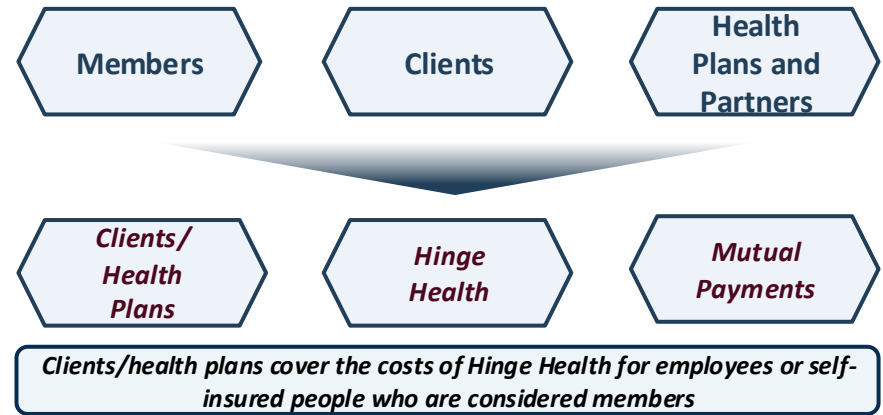 Members
Clients
Health
Plans and
Partners
Clients/
Health
Plans
Hinge
Health
Mutual
Payments
Clients/health plans cover the costs of Hinge Health for employees or self-
insured people who are considered members